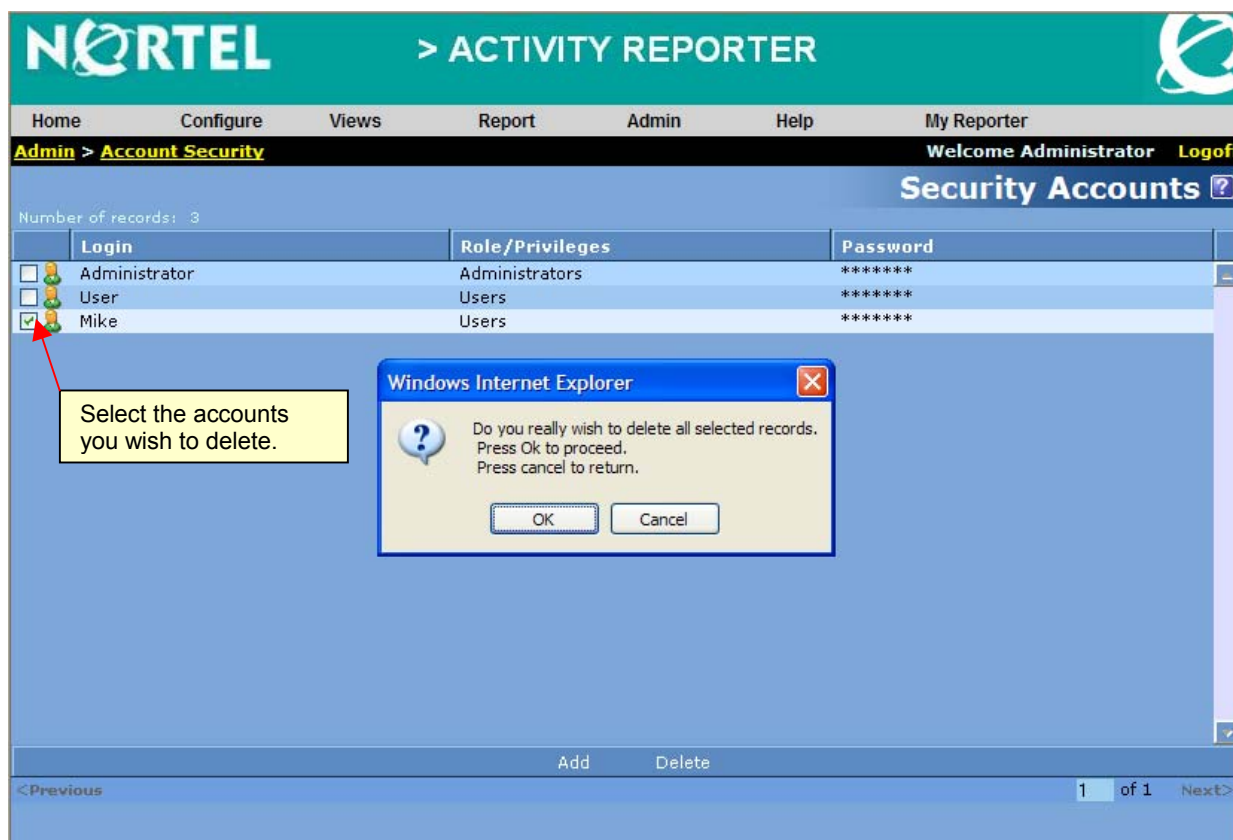 NORTEL > ACTIVITY REPORTER
Home Configure Views Report Admin Help My Reporter
Admin > Account Security Welcome Administrator Logof
Security Accounts ?
Number of records: 3
Login Role/Privileges Password
Administrator Administrators *******
User Users *******
Mike Users *******
Select the accounts
you wish to delete.
Windows Internet Explorer
Do you really wish to delete all selected records.
Press Ok to proceed.
Press cancel to return.
OK Cancel
Add Delete
<Previous 1 of 1 Next>